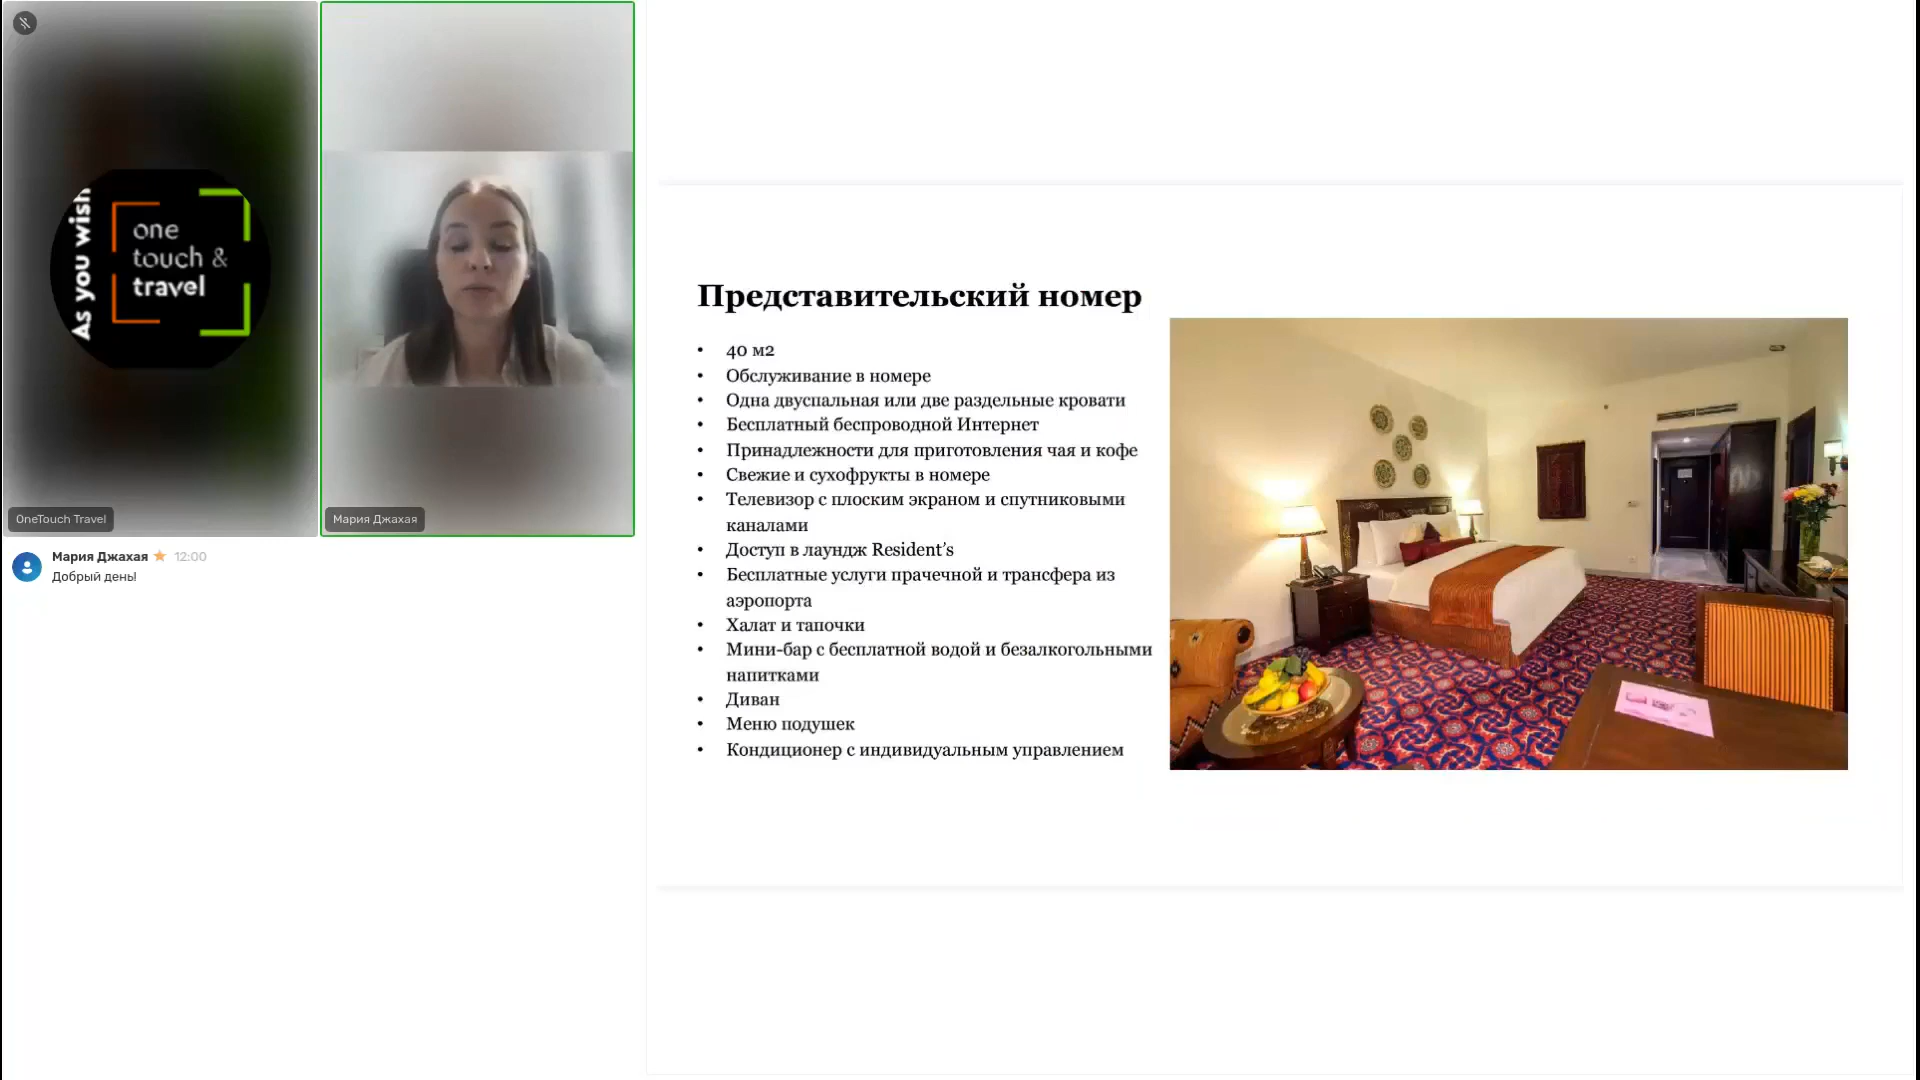 As you wish
one
touch &
travel
OneTouch Travel
Мария Джахая
Мария Джахая 12:00
Добрый день!
Представительский номер
• 40 м2
• Обслуживание в номере
• Одна двуспальная или две раздельные кровати
• Бесплатный беспроводной Интернет
• Принадлежности для приготовления чая и кофе
• Свежие и сухофрукты в номере
• Телевизор с плоским экраном и спутниковыми
каналами
• Доступ в лаундж Resident’s
• Бесплатные услуги прачечной и трансфера из
аэропорта
• Халат и тапочки
• Мини-бар с бесплатной водой и безалкогольными
напитками
• Диван
• Меню подушек
• Кондиционер с индивидуальным управлением